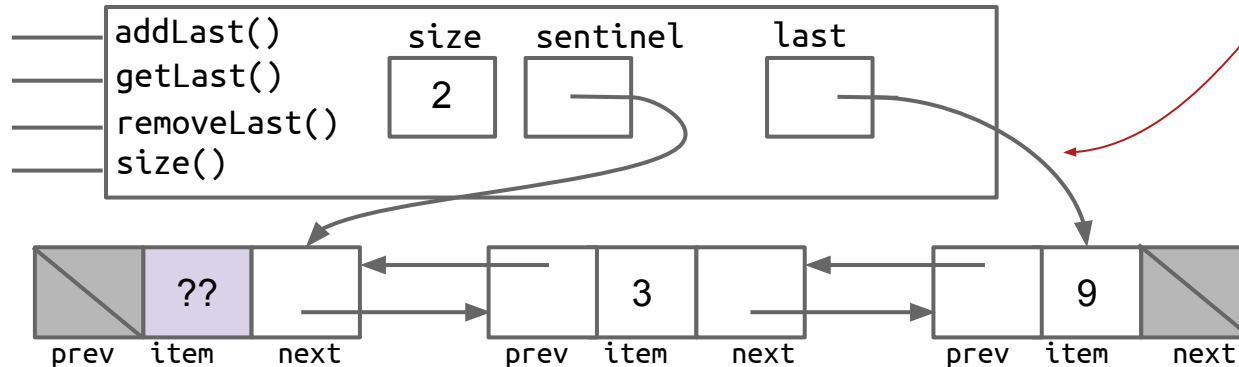 addLast()
size sentinel last
getLast()
2
removeLast()
size()
?? 3 9
prev item next prev item next prev item next